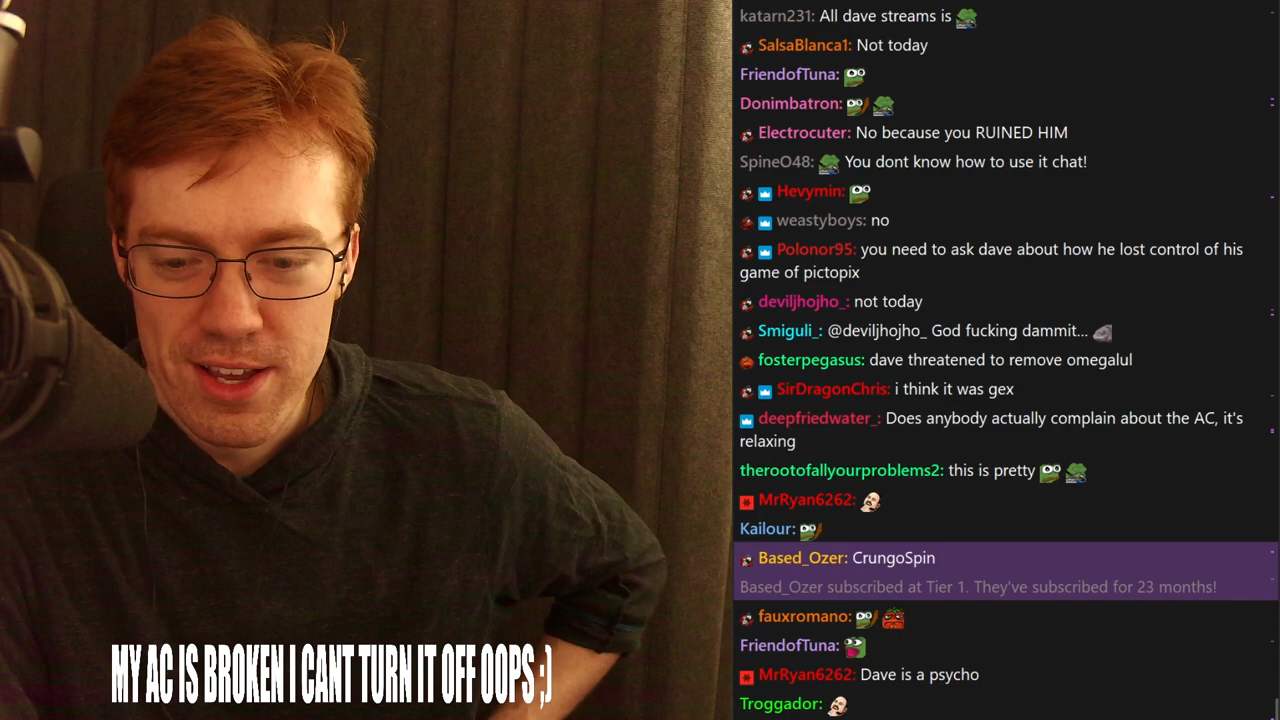 katarn231: All dave streams is
SalsaBlanca1: Not today
FriendofTuna:
Donimbatron:
Electrocuter: No because you RUINED HIM
SpineO48: You dont know how to use it chat!
Hevymin:
weastyboys: no
Polonor95: you need to ask dave about how he lost control of his
game of pictopix
deviljhojho_: not today
Smiguli_: @deviljhojho_ God fucking dammit...
fosterpegasus: dave threatened to remove omegalul
SirDragonChris: i think it was gex
deepfriedwater_: Does anybody actually complain about the AC, it's
relaxing
therootofallyourproblems2: this is pretty
MrRyan6262:
Kailour:
Based_Ozer: CrungoSpin
Based_Ozer subscribed at Tier 1. They've subscribed for 23 months!
fauxromano:
FriendofTuna:
MrRyan6262: Dave is a psycho
Troggador:
MY AC IS BROKEN I CANT TURN IT OFF OOPS ;)